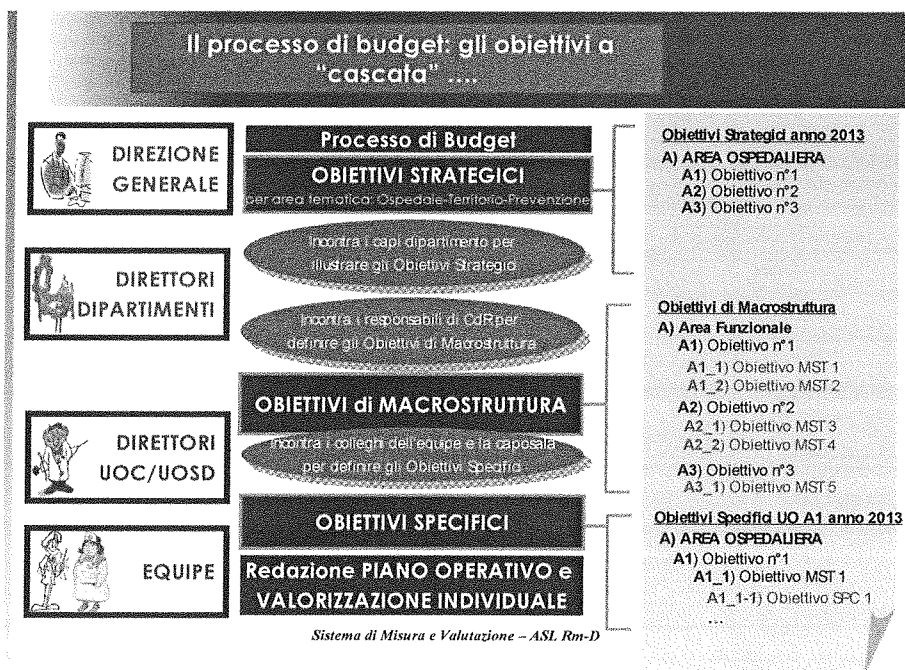 Il processo di budget: gli obiettivi a
"cascata" ....
DIREZIONE
GENERALE
DIRETTORI
DIPARTIMENTI
DIRETTORI
UOC/UOSD
EQUIPE
Processo di Budget
OBIETTIVI STRATEGICI
per area tematica: Ospedale-Territorio-Prevenzione
Incontra i capi dipartimento per
illustrare gli Obiettivi Strategici
Incontra i responsabili di CdR per
definire gli Obiettivi di Macrostruttura
OBIETTIVI di MACROSTRUTTURA
Incontra i colleghi dell'equipe e la caposala
per definire gli Obiettivi Specifici
OBIETTIVI SPECIFICI
Redazione PIANO OPERATIVO e
VALORIZZAZIONE INDIVIDUALE
Obiettivi Strategici anno 2013
A) AREA OSPEDALIERA
A1) Obiettivo n°1
A2) Obiettivo n°2
A3) Obiettivo n°3
Obiettivi di Macrostruttura
A) Area Funzionale
A1) Obiettivo n°1
A1_1) Obiettivo MST 1
A1_2) Obiettivo MST 2
A2) Obiettivo n°2
A2_1) Obiettivo MST 3
A2_2) Obiettivo MST 4
A3) Obiettivo n°3
A3_1) Obiettivo MST 5
Obiettivi Specifici UO A1 anno 2013
A) AREA OSPEDALIERA
A1) Obiettivo n°1
A1_1) Obiettivo MST 1
A1_1-1) Obiettivo SPC 1
...
Sistema di Misura e Valutazione – ASL Rm-D